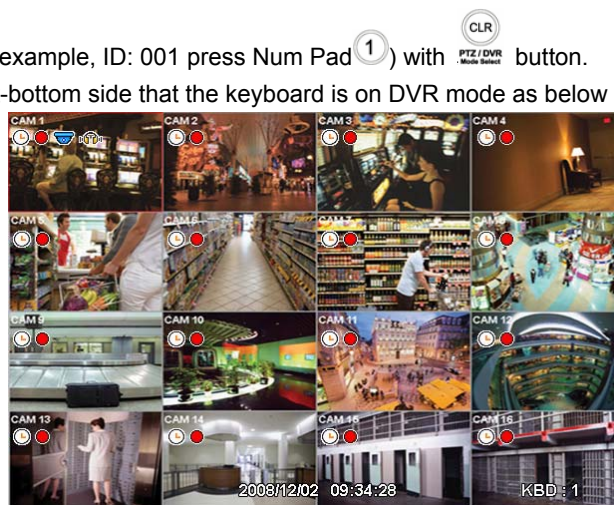 CLR
example, ID: 001 press Num Pad 1 ) with PTZ / DVR Mode Select button.
-bottom side that the keyboard is on DVR mode as below
CAM 1 CAM 2 CAM 3 CAM 4
CAM 5 CAM 6 CAM 7 CAM 8
CAM 9 CAM 10 CAM 11 CAM 12
CAM 13 CAM 14 CAM 15 CAM 16
2008/12/02 09:34:28 KBD : 1